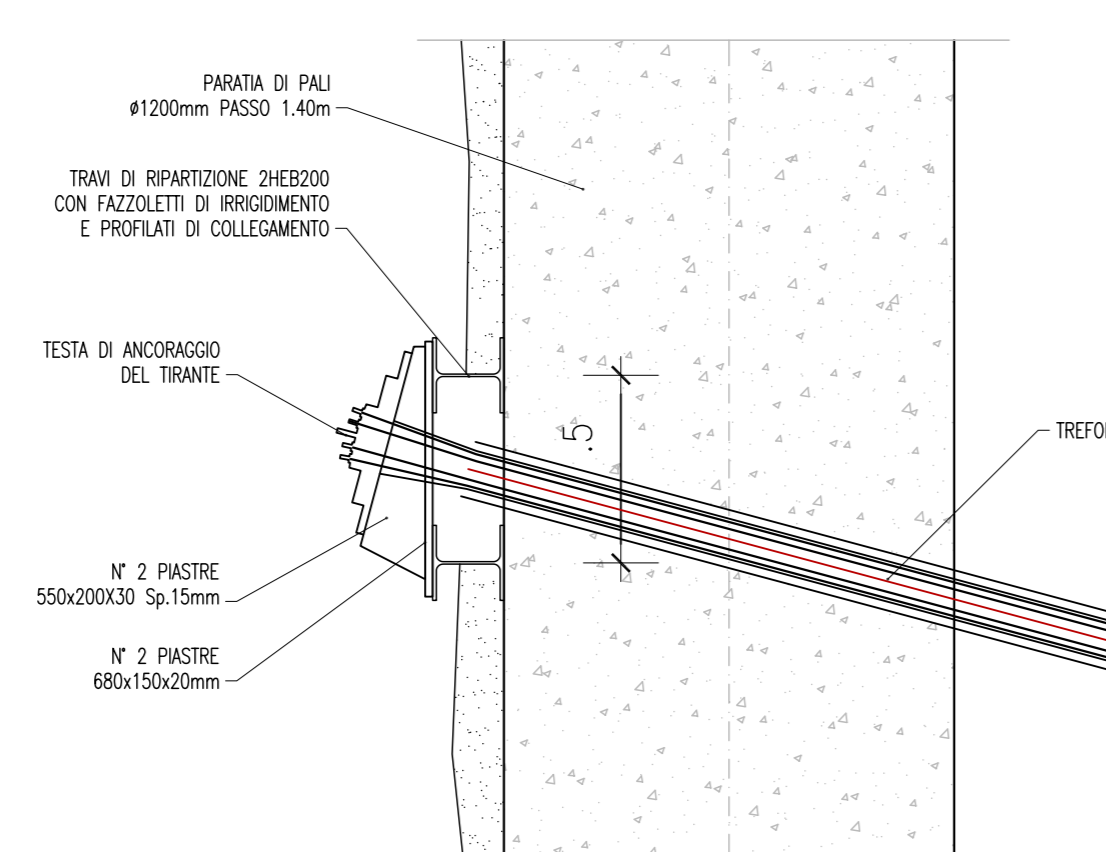 PARATIA DI PALI
ø1200mm PASSO 1.40m
TRAVI DI RIPARTIZIONE 2HEB200
CON FAZZOLETTI DI IRRIGIDIMENTO
E PROFILATI DI COLLEGAMENTO
TESTA DI ANCORAGGIO
DEL TIRANTE
.5
TREFO
N° 2 PIASTRE
550x200X30 Sp.15mm
N° 2 PIASTRE
680x150x20mm